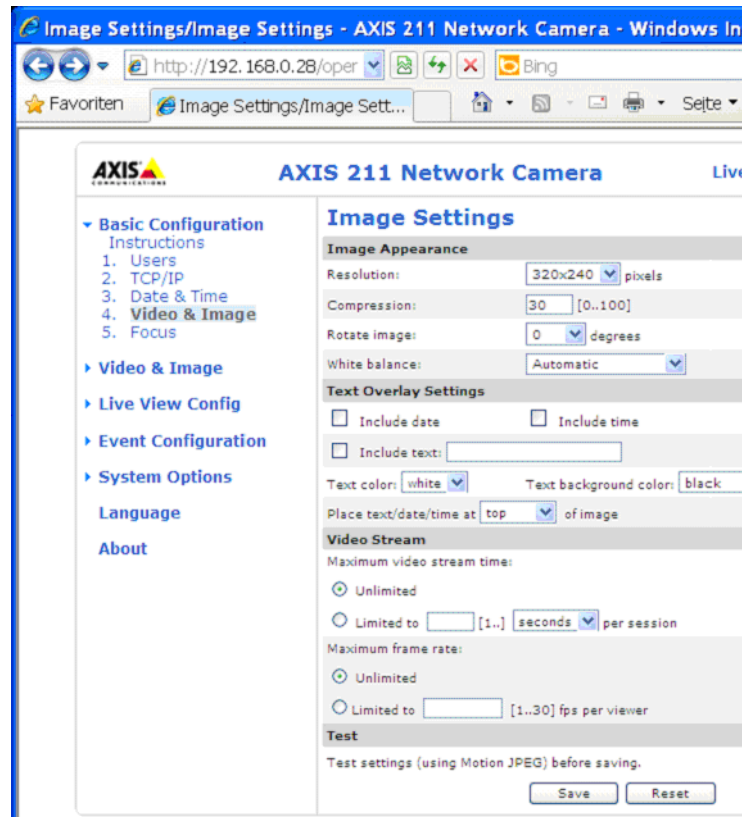 Image Settings/Image Settings - AXIS 211 Network Camera - Windows In
http://192.168.0.28/oper
Bing
Favoriten
Image Settings/Image Sett...
Seite
AXIS
COMMUNICATIONS
AXIS 211 Network Camera
Live
Basic Configuration
Instructions
1. Users
2. TCP/IP
3. Date & Time
4. Video & Image
5. Focus
Video & Image
Live View Config
Event Configuration
System Options
Language
About
Image Settings
Image Appearance
Resolution: 320x240 pixels
Compression: 30 [0..100]
Rotate image: 0 degrees
White balance: Automatic
Text Overlay Settings
Include date Include time
Include text:
Text color: white Text background color: black
Place text/date/time at top of image
Video Stream
Maximum video stream time:
Unlimited
Limited to [1..] seconds per session
Maximum frame rate:
Unlimited
Limited to [1..30] fps per viewer
Test
Test settings (using Motion JPEG) before saving.
Save Reset